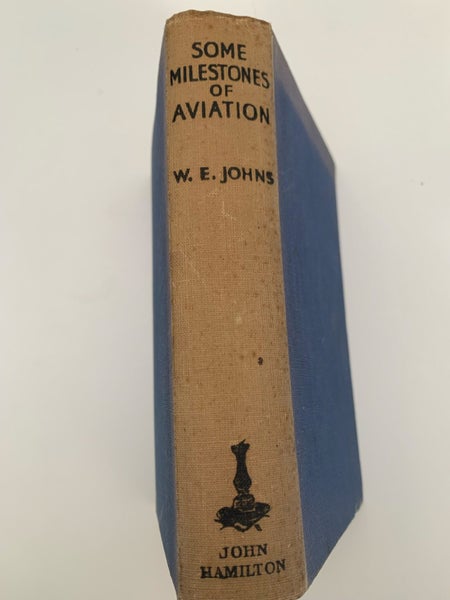 SOME
MILESTONES
OF
AVIATION
W. E. JOHNS
JOHN
HAMILTON